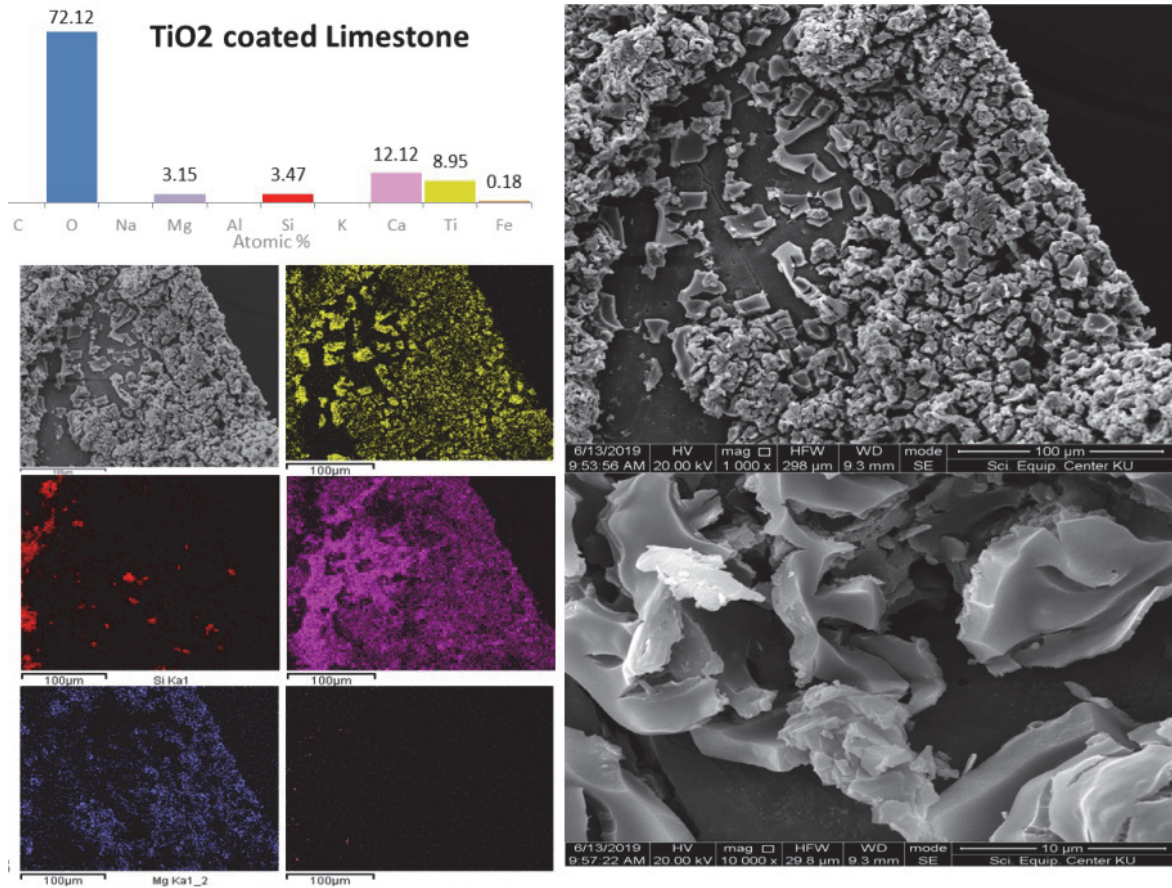 72.12
TiO2 coated Limestone
3.15
3.47
12.12
8.95
0.18
C O Na Mg Al Si K Ca Ti Fe
Atomic %
100µm
100µm
100µm
Si Ka1
100µm
100µm
Mg Ka1_2
100µm
6/13/2019 HV mag HFW WD mode 100 µm
9:53:56 AM 20.00 kV 1 000 x 298 µm 9.3 mm SE Sci. Equip. Center KU
6/13/2019 HV mag HFW WD mode 10 µm
9:57:22 AM 20.00 kV 10 000 x 29.8 µm 9.3 mm SE Sci. Equip. Center KU